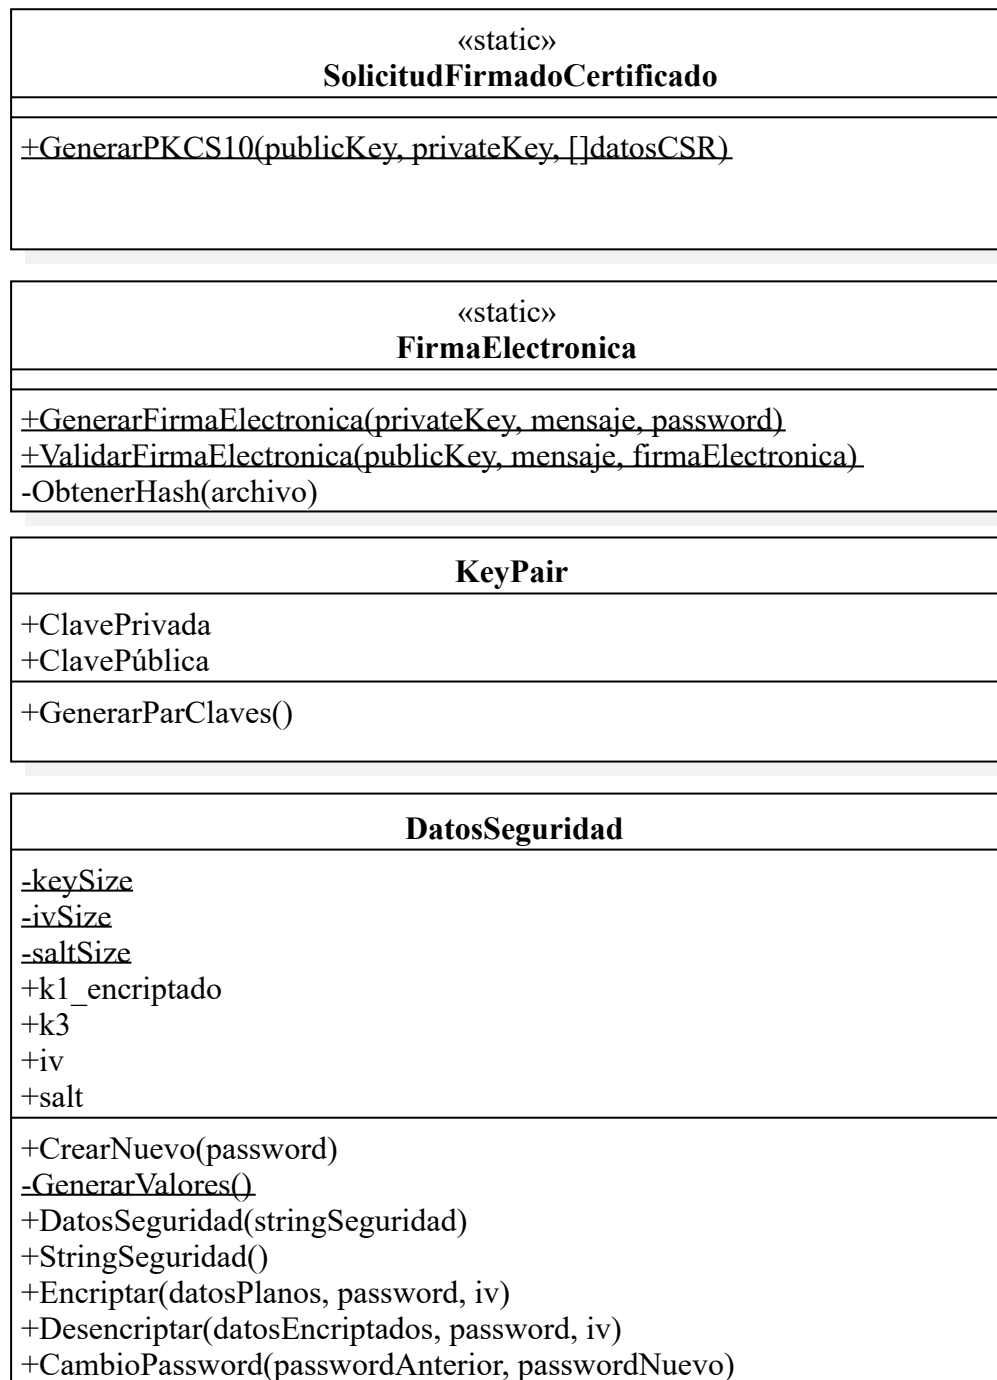 «static»
SolicitudFirmadoCertificado
+GenerarPKCS10(publicKey, privateKey, []datosCSR)
«static»
FirmaElectronica
+GenerarFirmaElectronica(privateKey, mensaje, password)
+ValidarFirmaElectronica(publicKey, mensaje, firmaElectronica)
-ObtenerHash(archivo)
KeyPair
+ClavePrivada
+ClavePública
+GenerarParClaves()
DatosSeguridad
-keySize
-ivSize
-saltSize
+k1_encriptado
+k3
+iv
+salt
+CrearNuevo(password)
-GenerarValores()
+DatosSeguridad(stringSeguridad)
+StringSeguridad()
+Encriptar(datosPlanos, password, iv)
+Desencriptar(datosEncriptados, password, iv)
+CambioPassword(passwordAnterior, passwordNuevo)